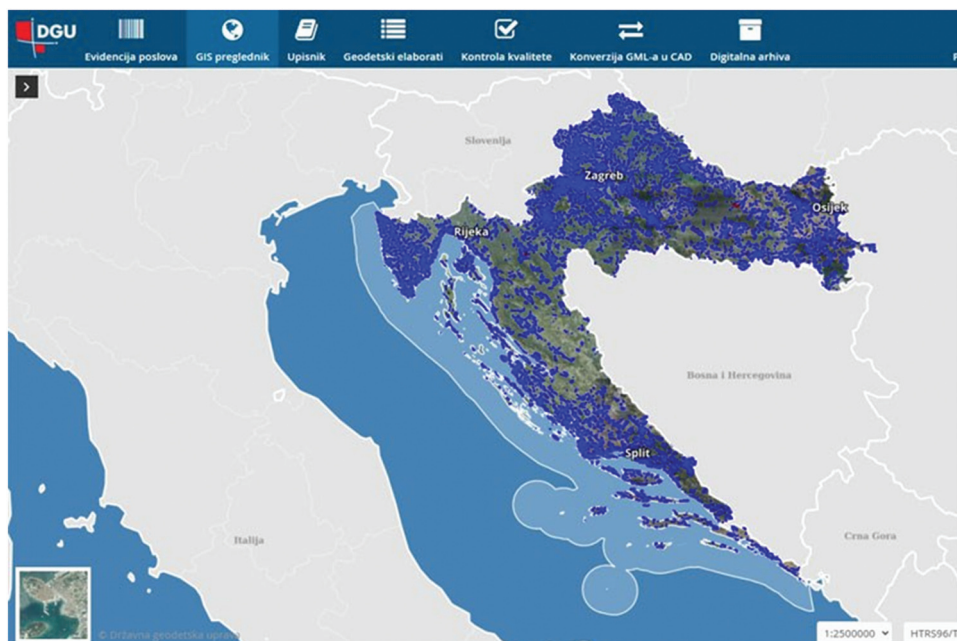 DGU
Evidencija poslova
GIS preglednik
Upisnik
Geodetski elaborati
Kontrola kvalitete
Konverzija GML-a u CAD
Digitalna arhiva
Slovenija
Zagreb
Osijek
Rijeka
Bosna i Hercegovina
Split
Italija
Crna Gora
© Državna geodetska uprava
1:2500000
HTRS96/T